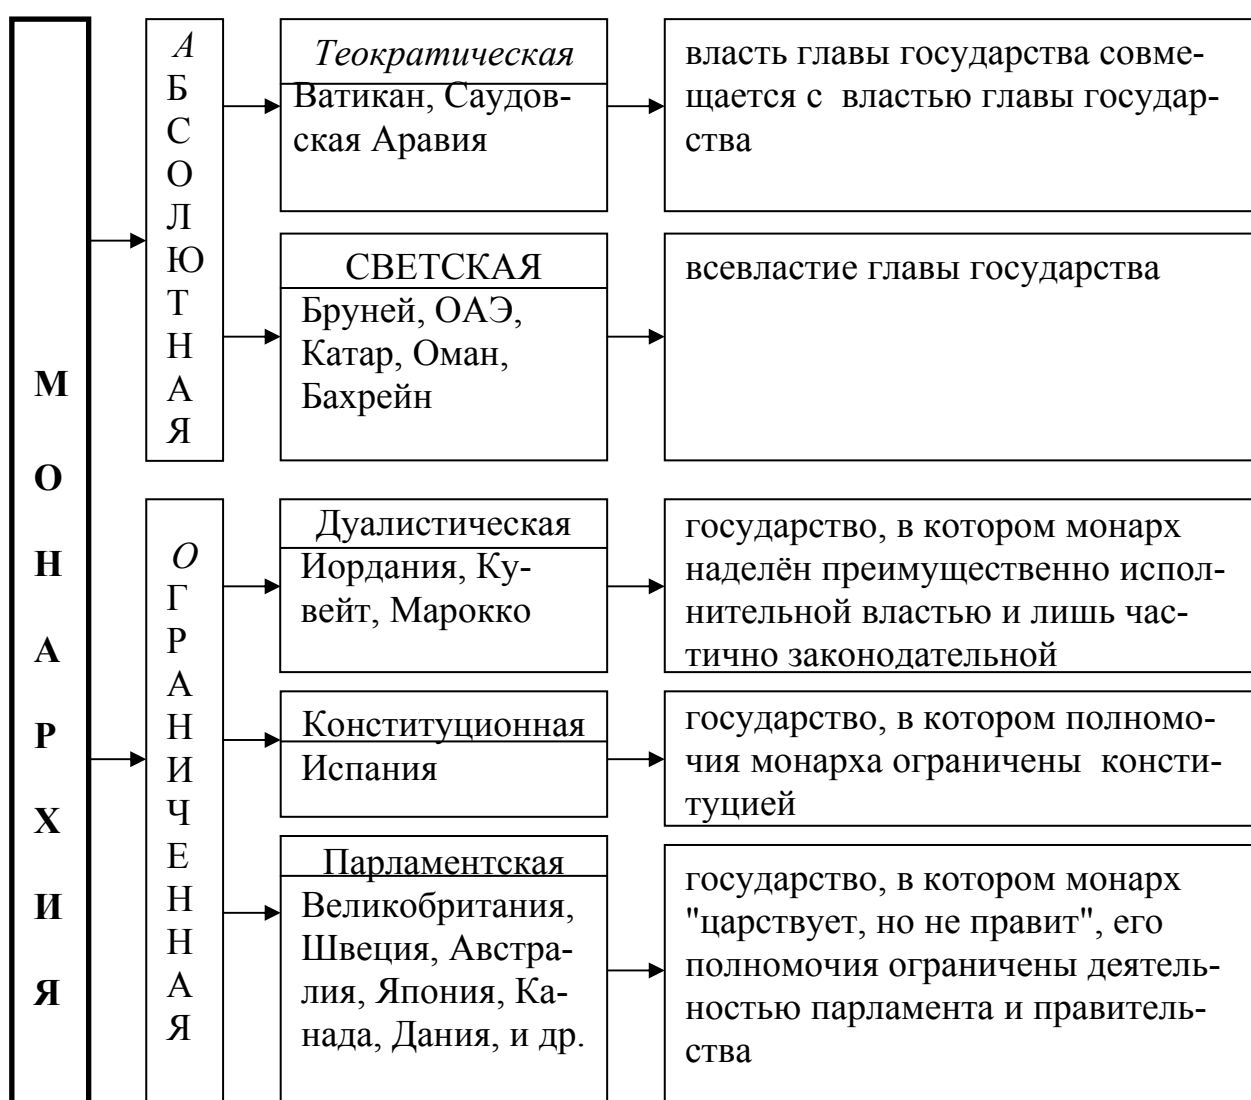 МОНАРХИЯ
АБСОЛЮТНАЯ
Теократическая
Ватикан, Саудов-
ская Аравия
власть главы государства совме-
щается с властью главы государ-
ства
СВЕТСКАЯ
Бруней, ОАЭ,
Катар, Оман,
Бахрейн
всевластие главы государства
ОГРАНИЧЕННАЯ
Дуалистическая
Иордания, Ку-
вейт, Марокко
государство, в котором монарх
наделён преимущественно испол-
нительной властью и лишь час-
тично законодательной
Конституционная
Испания
государство, в котором полномо-
чия монарха ограничены консти-
туцией
Парламентская
Великобритания,
Швеция, Австра-
лия, Япония, Ка-
нада, Дания, и др.
государство, в котором монарх
"царствует, но не правит", его
полномочия ограничены деятель-
ностью парламента и правитель-
ства